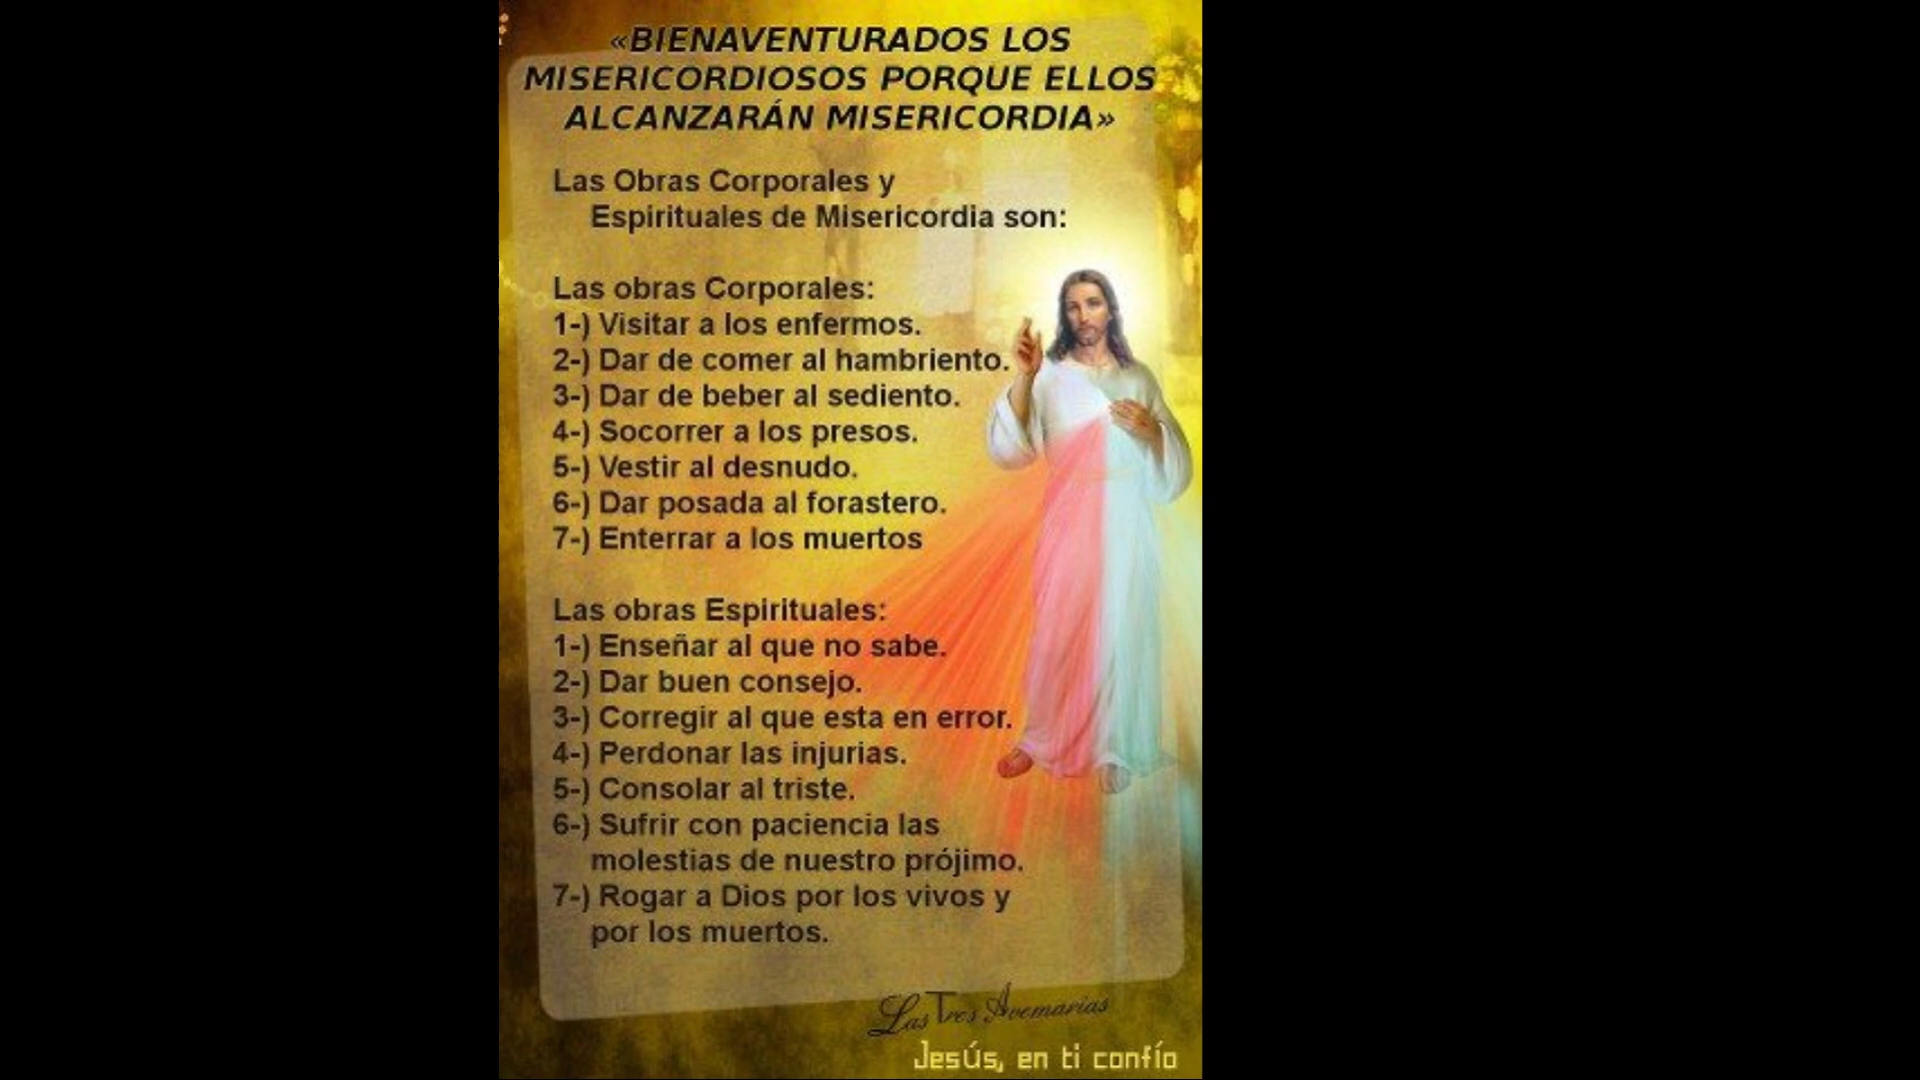 «BIENAVENTURADOS LOS
MISERICORDIOSOS PORQUE ELLOS
ALCANZARÁN MISERICORDIA»
Las Obras Corporales y
Espirituales de Misericordia son:
Las obras Corporales:
1-) Visitar a los enfermos.
2-) Dar de comer al hambriento.
3-) Dar de beber al sediento.
4-) Socorrer a los presos.
5-) Vestir al desnudo.
6-) Dar posada al forastero.
7-) Enterrar a los muertos
Las obras Espirituales:
1-) Enseñar al que no sabe.
2-) Dar buen consejo.
3-) Corregir al que esta en error.
4-) Perdonar las injurias.
5-) Consolar al triste.
6-) Sufrir con paciencia las
molestias de nuestro prójimo.
7-) Rogar a Dios por los vivos y
por los muertos.
Las Tres Avemarías
Jesús, en ti confío